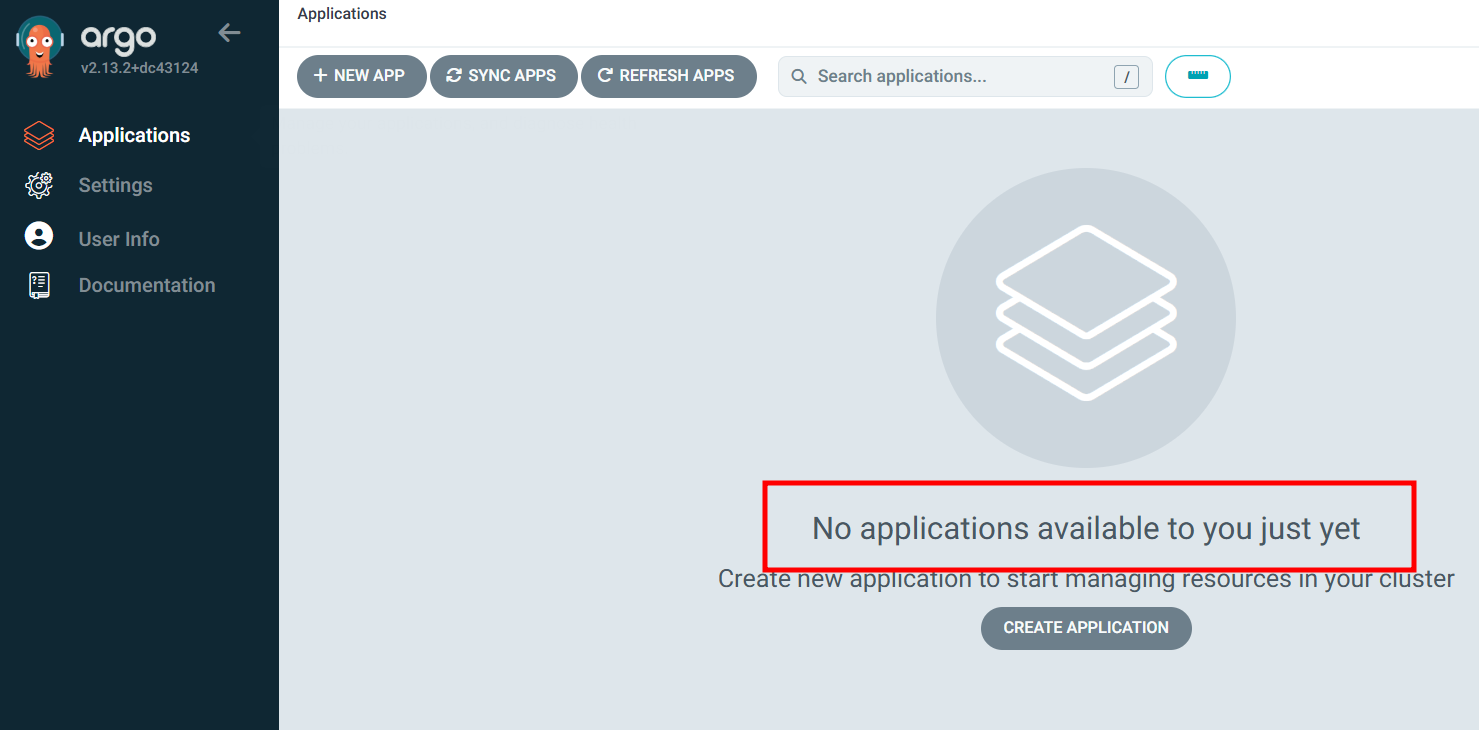 argo
v2.13.2+dc43124
Applications
Settings
User Info
Documentation
Applications
+ NEW APP SYNC APPS REFRESH APPS Search applications... /
No applications available to you just yet
Create new application to start managing resources in your cluster
CREATE APPLICATION